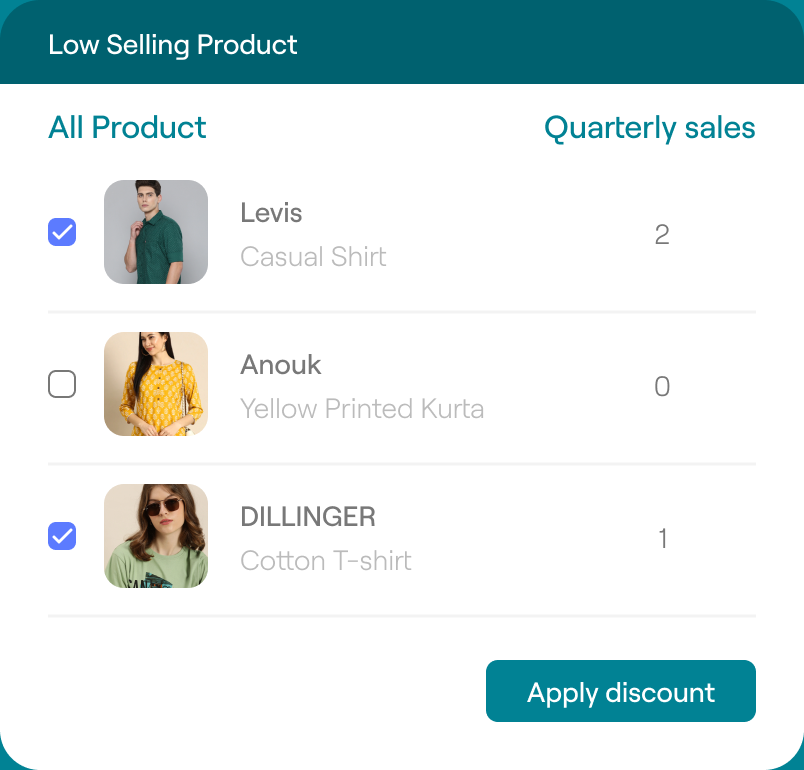 Low Selling Product
All Product
Quarterly sales
Levis
Casual Shirt
2
Anouk
Yellow Printed Kurta
0
DILLINGER
Cotton T-shirt
1
Apply discount